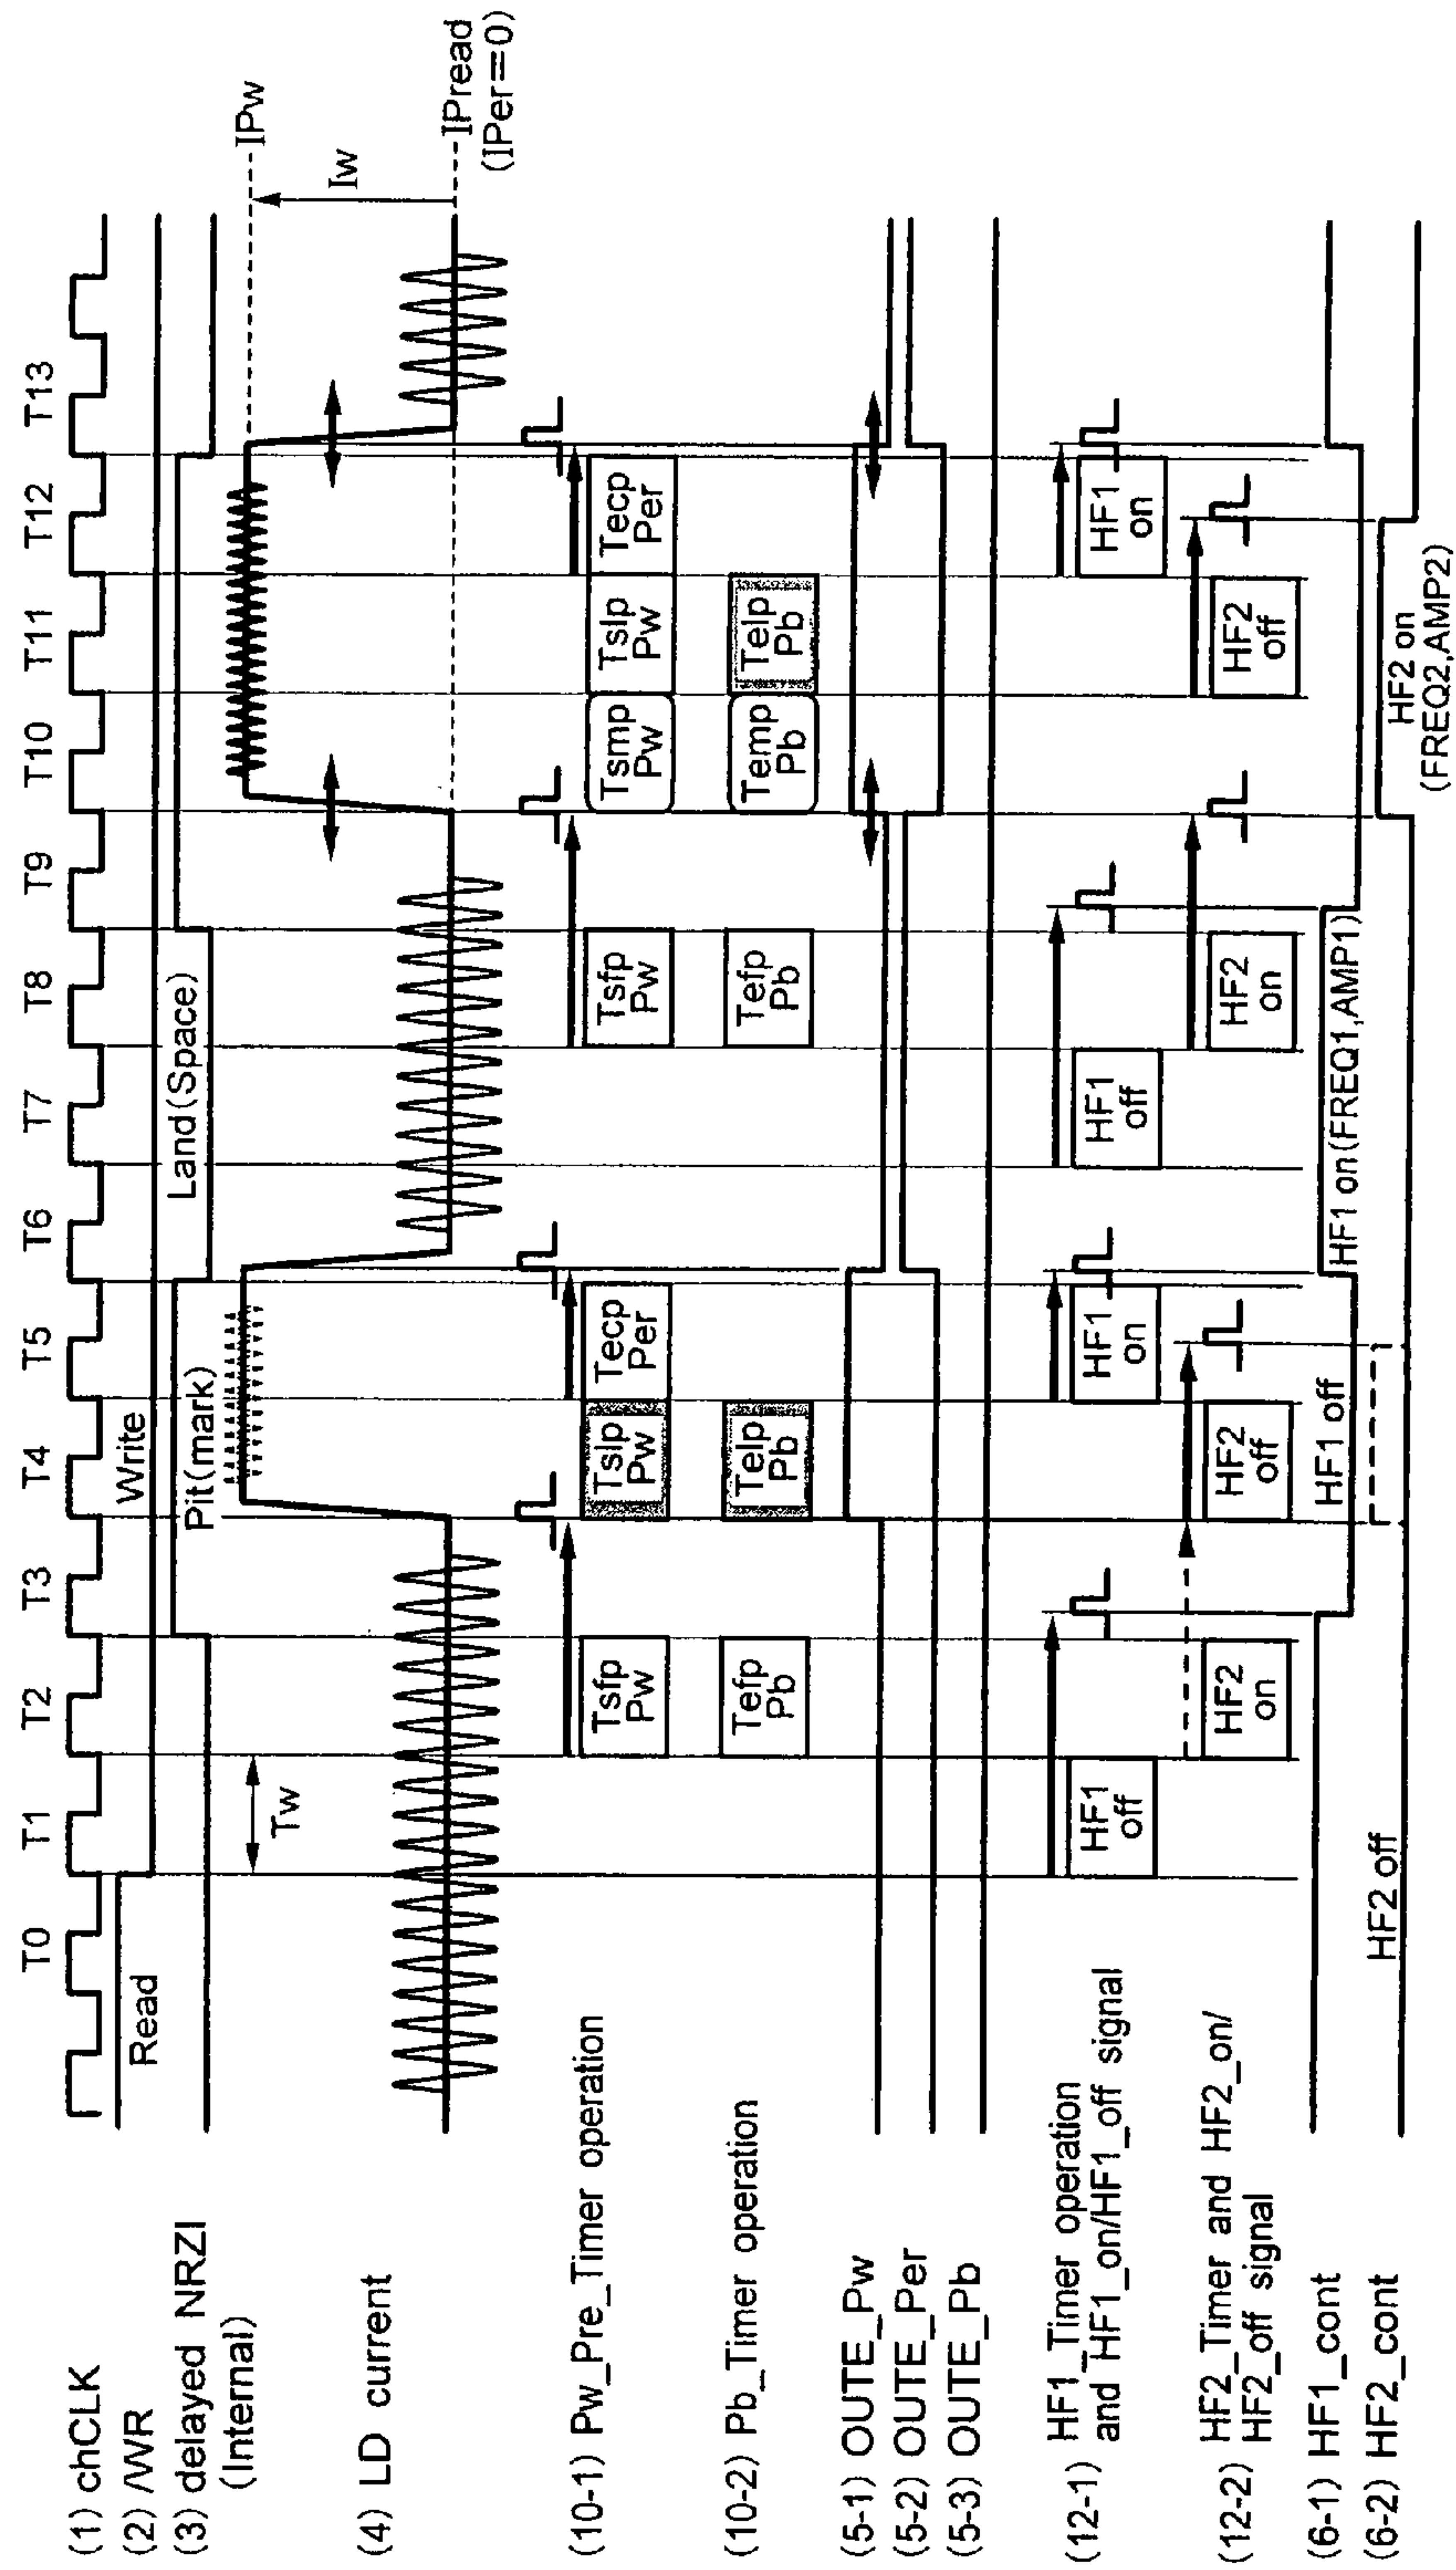 T0 T1 T2 T3 T4 T5 T6 T7 T8 T9 T10 T11 T12 T13
(1) chCLK
(2) /WR
Read
Write
(3) delayed NRZI
(Internal)
Pit(mark)
Land(Space)
Tw
IPw
Iw
(4) LD current
IPread
(IPer=0)
(10-1) Pw_Pre_Timer operation
Tsfp
Pw
Tslp
Pw
Tecp
Per
Tsfp
Pw
Tsmp
Pw
Tslp
Pw
Tecp
Per
(10-2) Pb_Timer operation
Tefp
Pb
Telp
Pb
Tefp
Pb
Temp
Pb
Telp
Pb
(5-1) OUTE_Pw
(5-2) OUTE_Per
(5-3) OUTE_Pb
(12-1) HF1_Timer operation
and HF1_on/HF1_off signal
HF1
off
HF1
on
HF1
off
HF1
on
(12-2) HF2_Timer and HF2_on/
HF2_off signal
HF2
on
HF2
off
HF2
on
HF2
off
(6-1) HF1_cont
HF1 off
HF1 on(FREQ1,AMP1)
(6-2) HF2_cont
HF2 off
HF2 on
(FREQ2,AMP2)